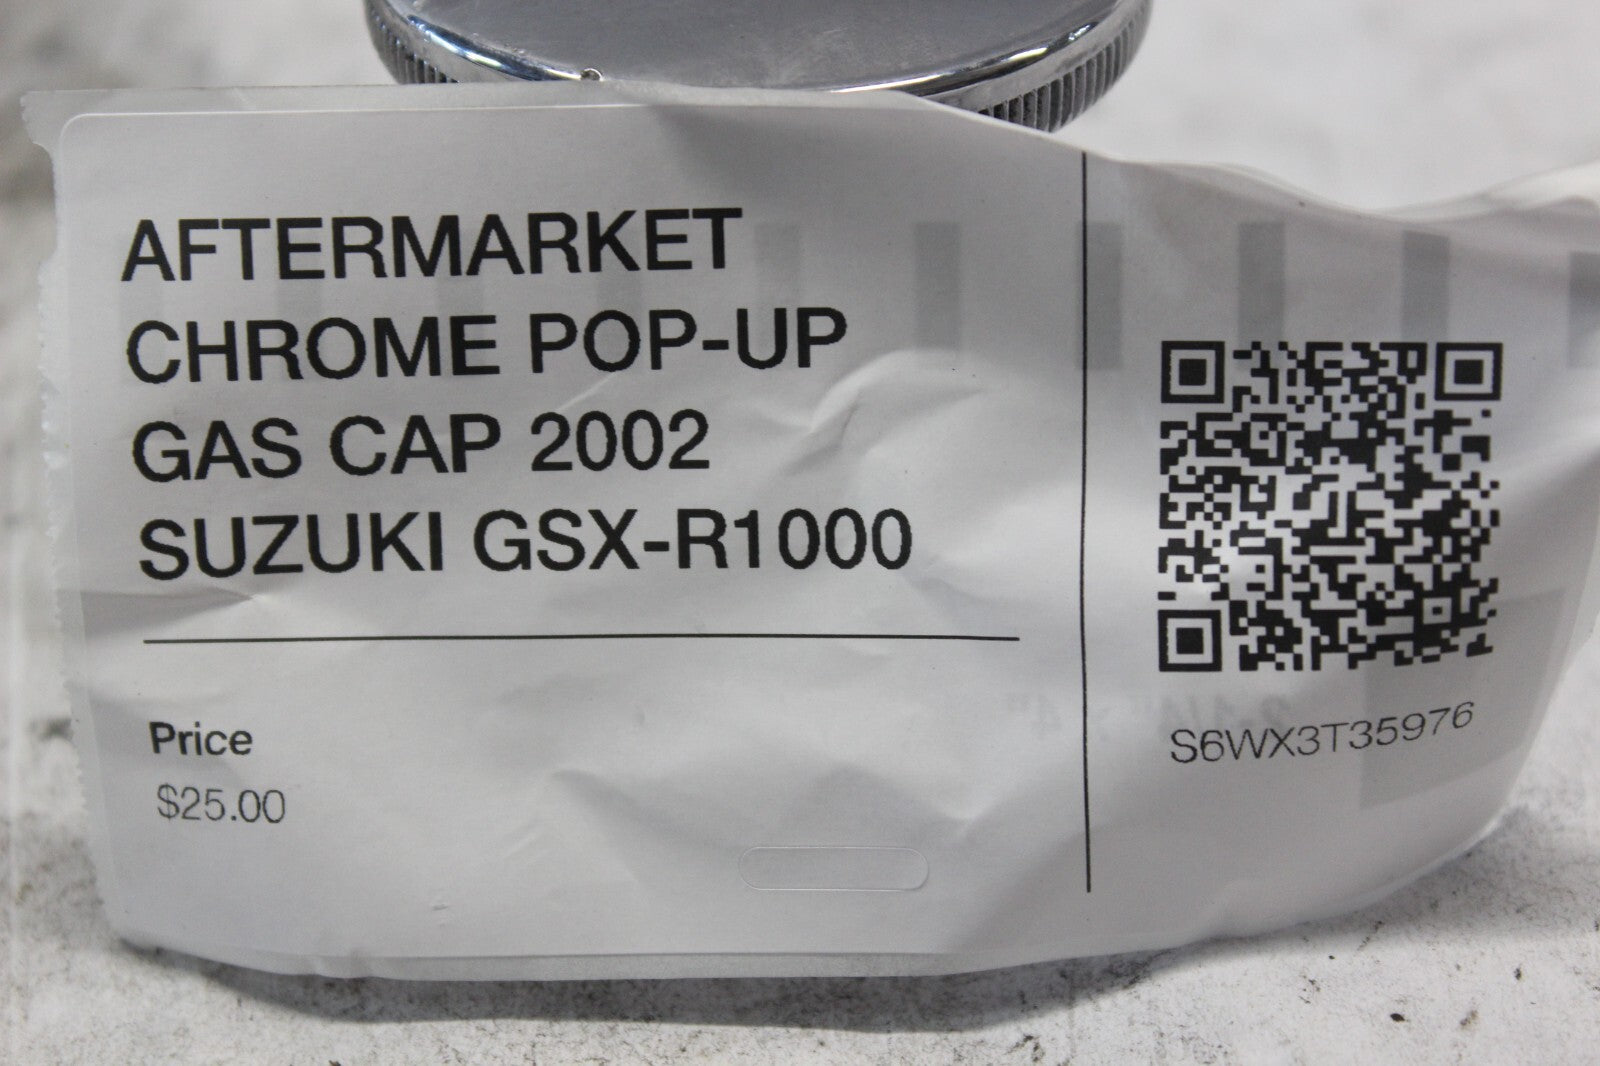 AFTERMARKET
CHROME POP-UP
GAS CAP 2002
SUZUKI GSX-R1000
Price
$25.00
S6WX3T35976